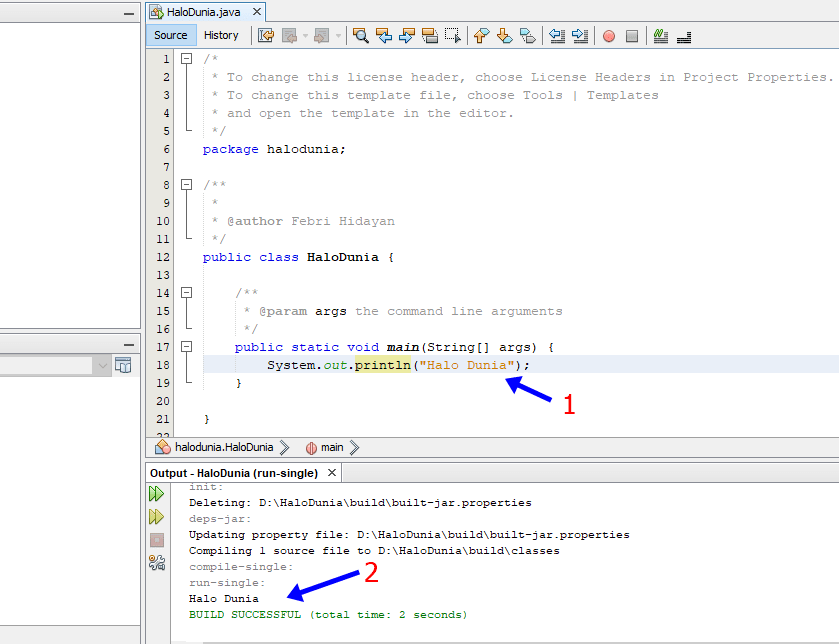 HaloDunia.java
Source History
1 /*
2 * To change this license header, choose License Headers in Project Properties.
3 * To change this template file, choose Tools | Templates
4 * and open the template in the editor.
5 */
6 package halodunia;
7
8 /**
9 *
10 * @author Febri Hidayan
11 */
12 public class HaloDunia {
13
14 /**
15 * @param args the command line arguments
16 */
17 public static void main(String[] args) {
18 System.out.println("Halo Dunia");
19 }
1
20
21 }
22
halodunia.HaloDunia main
Output - HaloDunia (run-single)
init:
Deleting: D:\HaloDunia\build\built-jar.properties
deps-jar:
Updating property file: D:\HaloDunia\build\built-jar.properties
Compiling 1 source file to D:\HaloDunia\build\classes
compile-single:
run-single:
2
Halo Dunia
BUILD SUCCESSFUL (total time: 2 seconds)